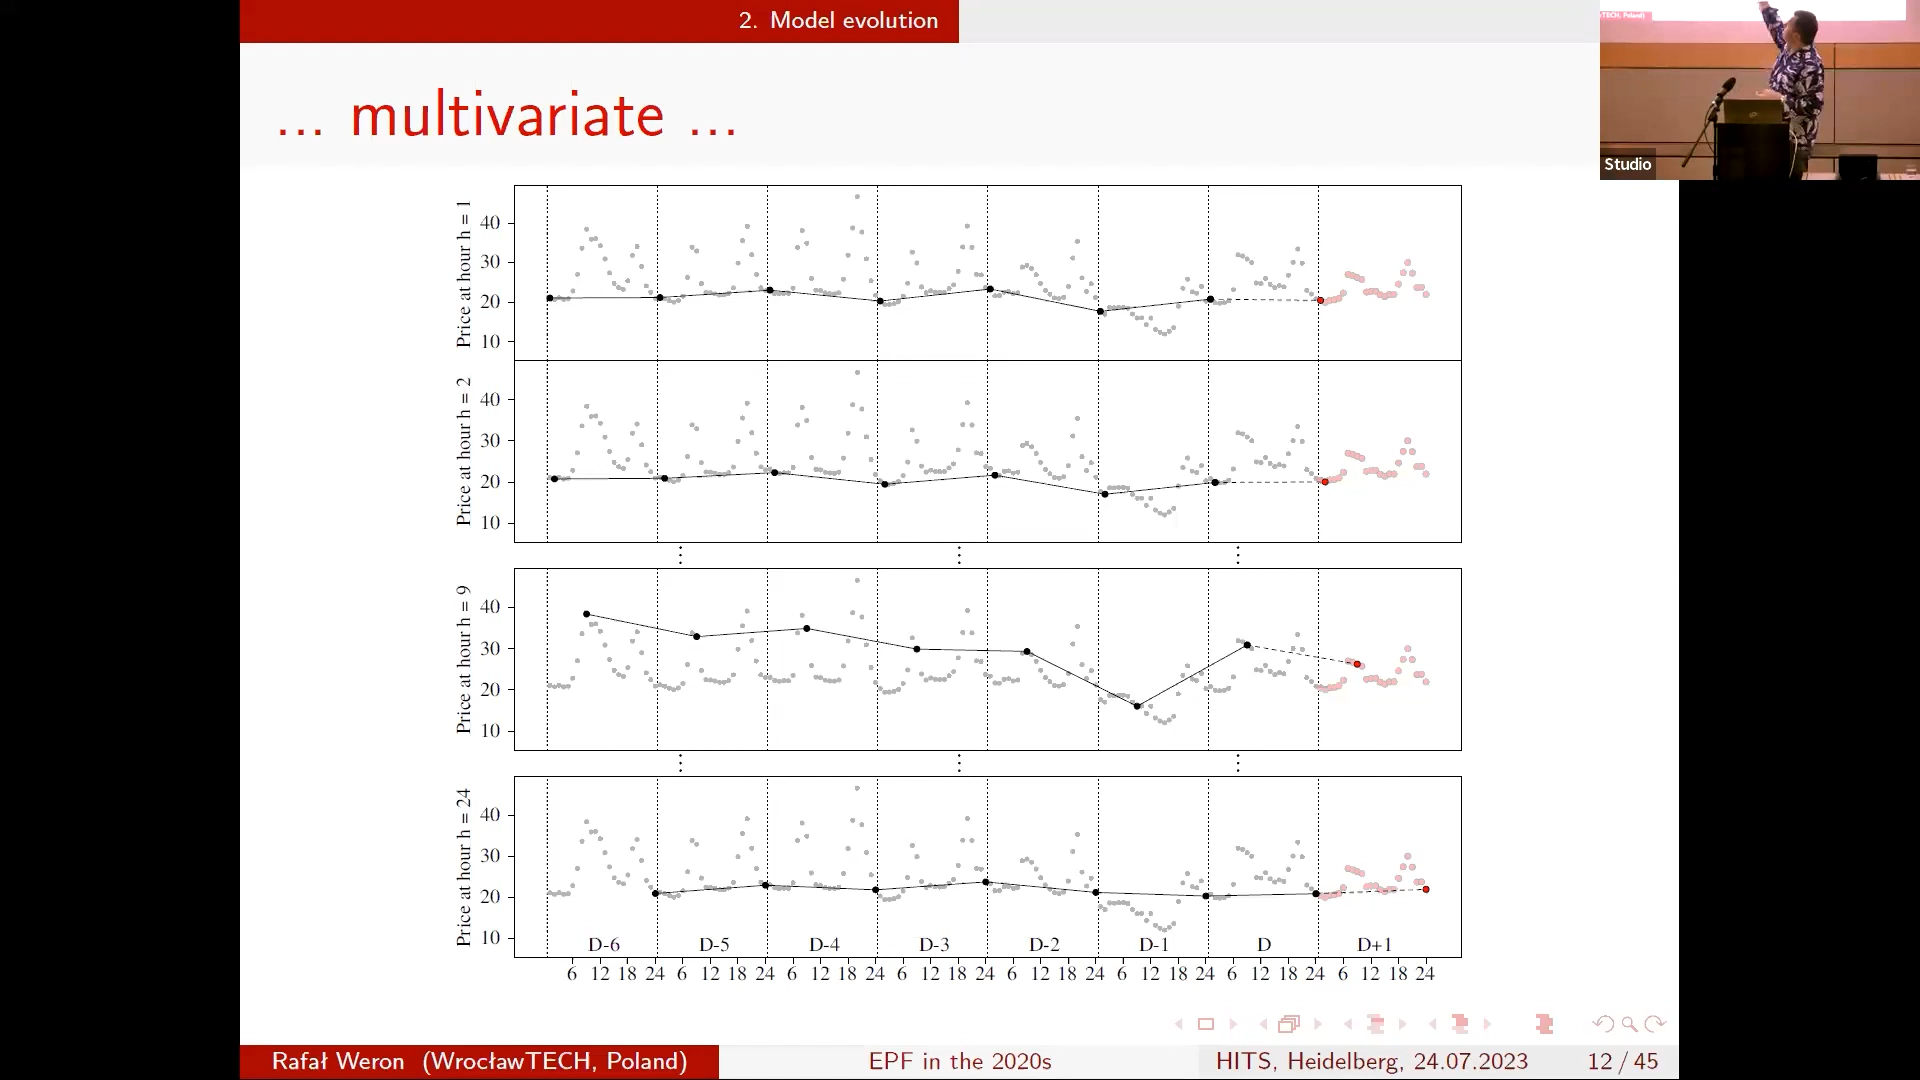 2. Model evolution
TECH, Poland)
Studio
... multivariate ...
Price at hour h = 1
40
30
20
10
Price at hour h = 2
40
30
20
10
Price at hour h = 9
40
30
20
10
Price at hour h = 24
40
30
20
10
D-6 D-5 D-4 D-3 D-2 D-1 D D+1
6 12 18 24 6 12 18 24 6 12 18 24 6 12 18 24 6 12 18 24 6 12 18 24 6 12 18 24 6 12 18 24
Rafał Weron (WrocławTECH, Poland) EPF in the 2020s HITS, Heidelberg, 24.07.2023 12 / 45